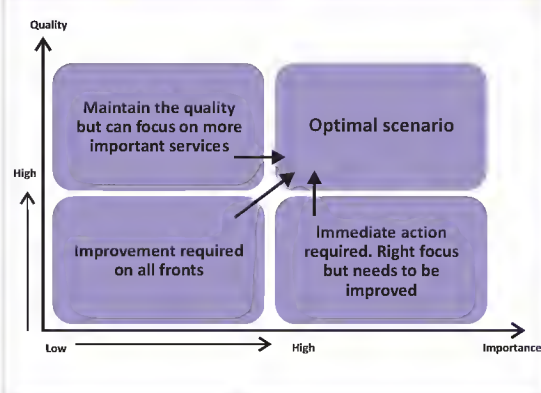 Quality
Maintain the quality
but can focus on more
important services
Optimal scenario
High
Improvement required
on all fronts
Immediate action
required. Right focus
but needs to be
improved
Low
High
Importance